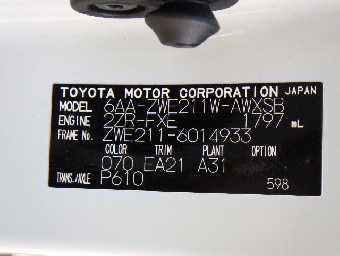 TOYOTA MOTOR CORPORATION JAPAN
MODEL 6AA-ZWE211W-AWXSB
ENGINE 2ZR-FXE 1797 mL
FRAME No. ZWE211-6014933
COLOR TRIM PLANT OPTION
070 EA21 A31
TRANS./AXLE P610
598